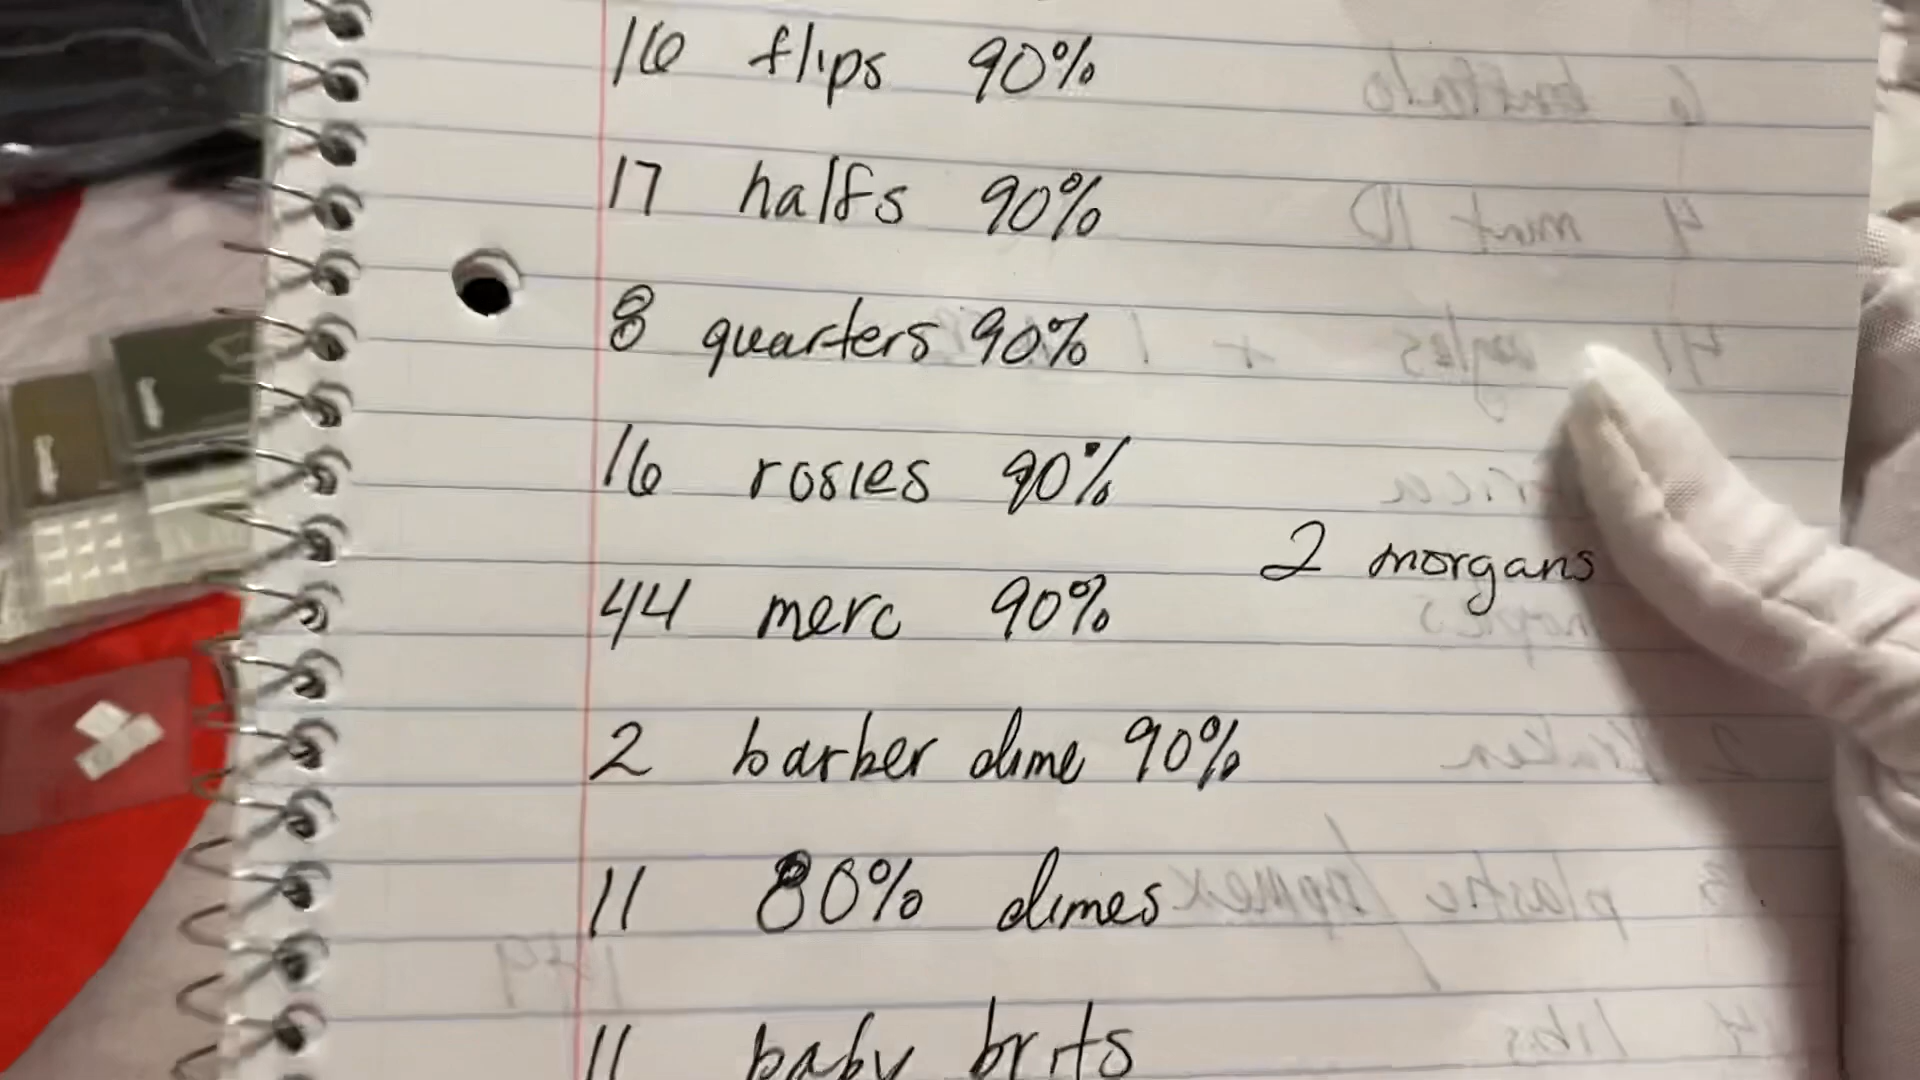 16 flips 90%
17 halfs 90%
8 quarters 90%
16 rosies 90%
2 morgans
44 merc 90%
2 barber dime 90%
11 80% dimes
11 baby brits